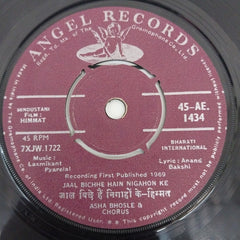 ANGEL RECORDS
HINDUSTANI
FILM:
HIMMAT
45-AE.
1434
45 RPM
7XJW.1722
BHARATI
INTERNATIONAL
Music:
Laxmikant
Pyarelal
Lyric: Anand
Bakshi
Recording First Published 1969
JAAL BICHHE HAIN NIGAHON KE
जाल बिछे हैं निगाहों के-हिम्मत
ASHA BHOSLE &
CHORUS